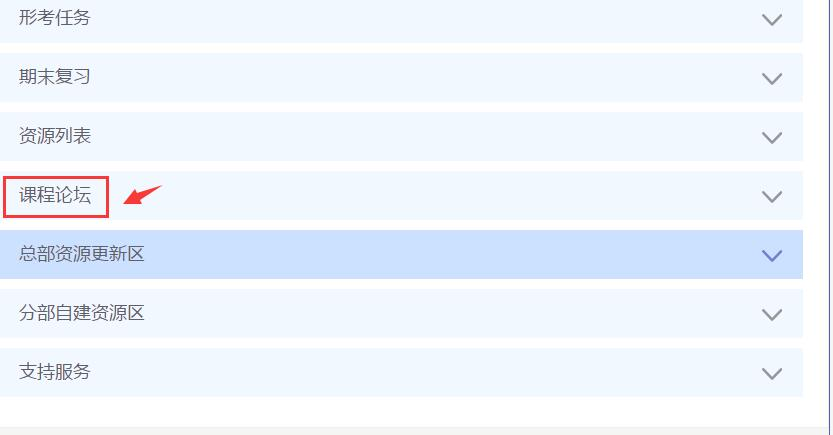 形考任务
期末复习
资源列表
课程论坛
总部资源更新区
分部自建资源区
支持服务